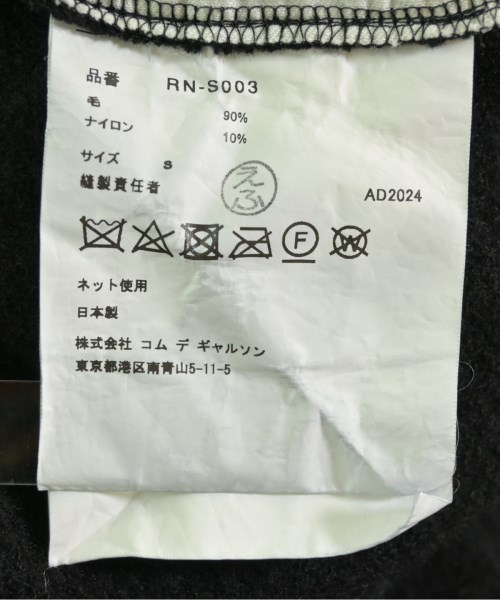 品番 RN-S003
毛 90%
ナイロン 10%
サイズ S
縫製責任者 えふ AD2024
F W
ネット使用
日本製
株式会社 コム デ ギャルソン
東京都港区南青山5-11-5